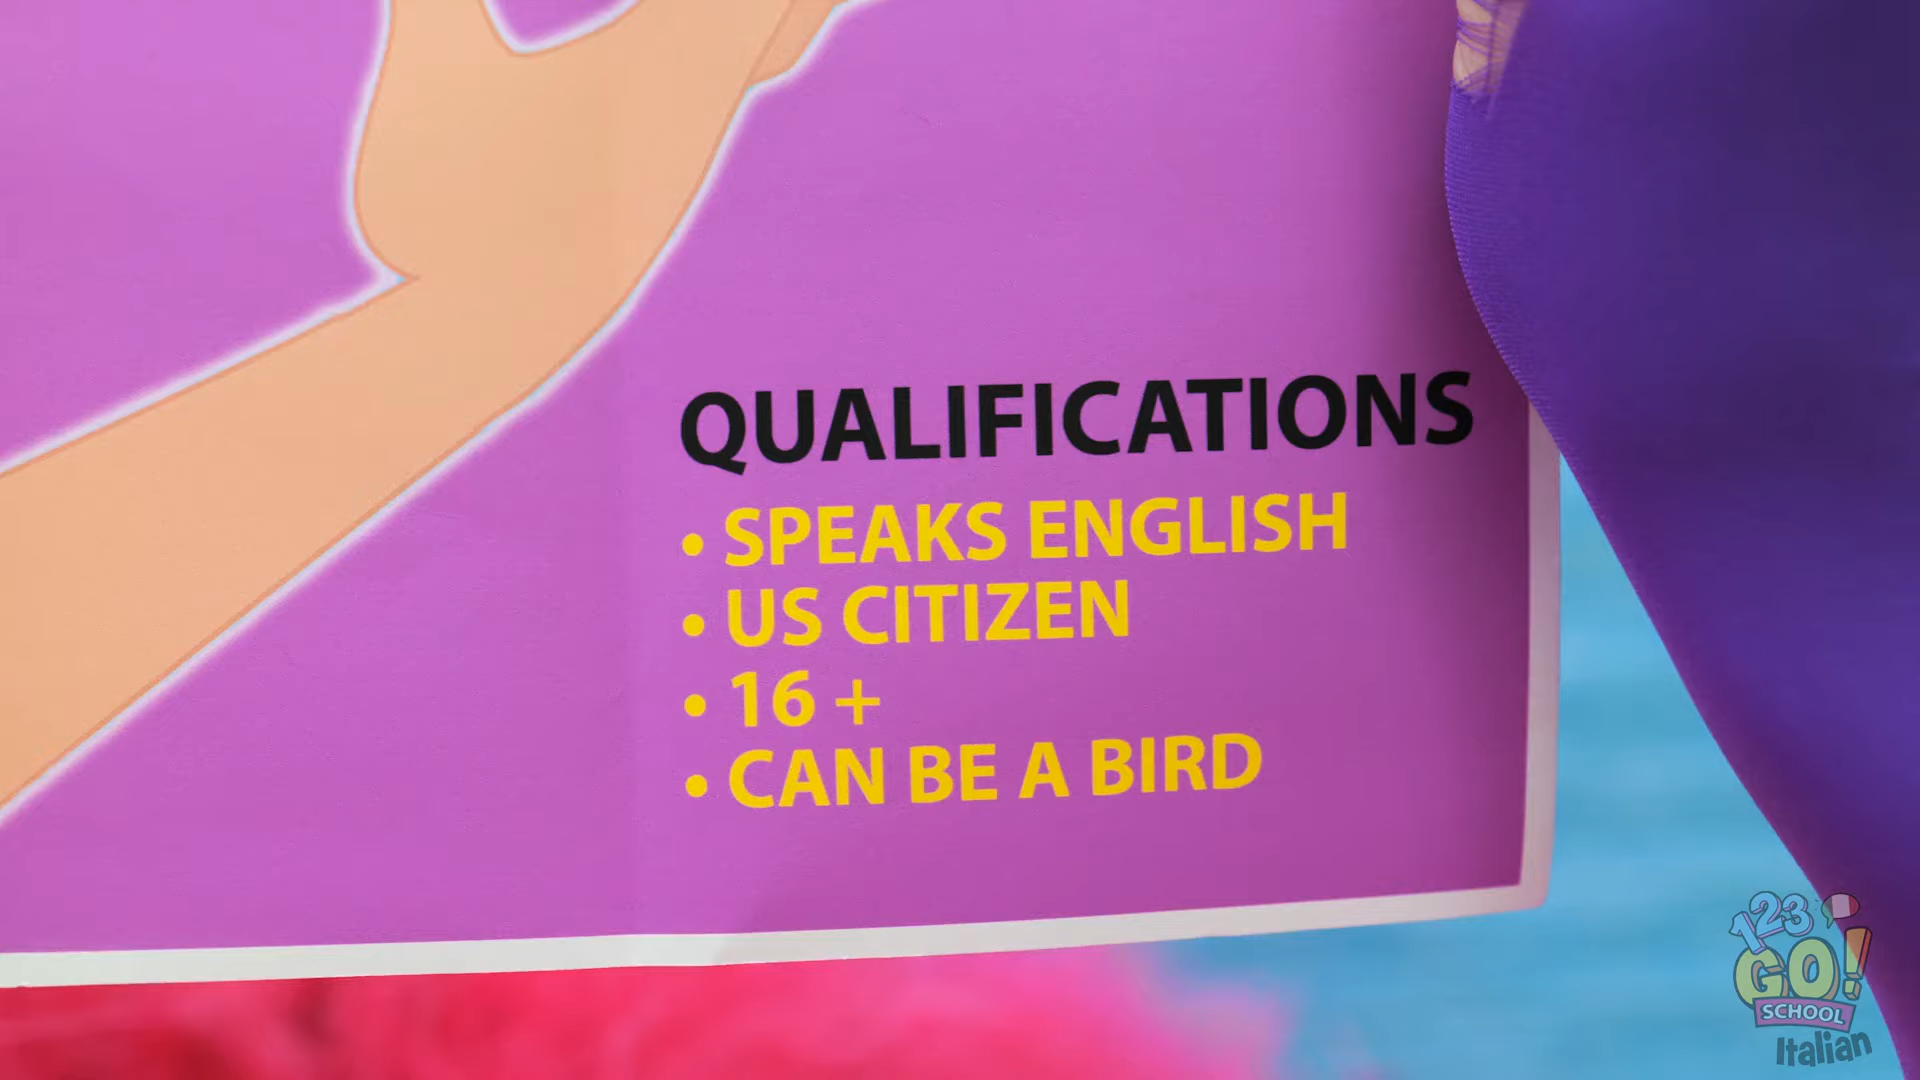 QUALIFICATIONS
• SPEAKS ENGLISH
• US CITIZEN
• 16 +
• CAN BE A BIRD
123
GO!
SCHOOL
Italian